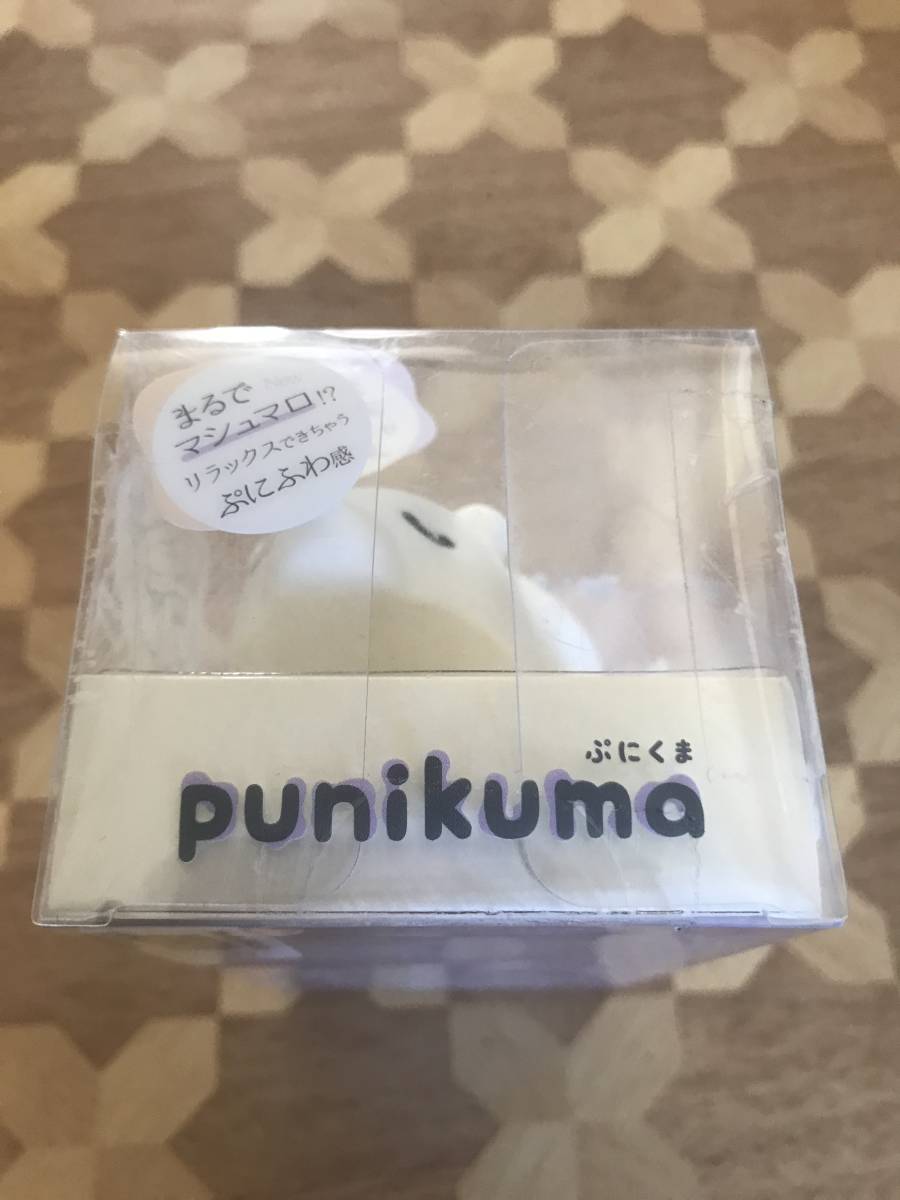 New
まるで
マシュマロ!?
リラックスできちゃう
ぷにふわ感
ぷにくま
punikuma